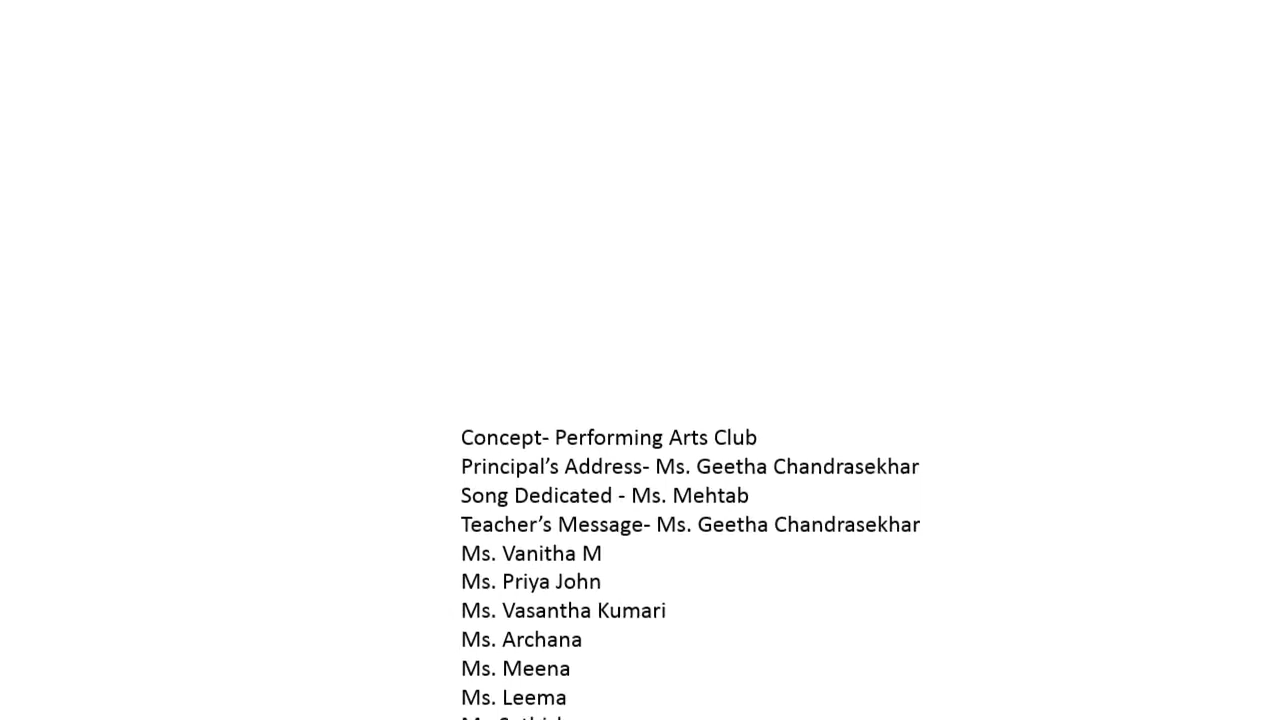 Concept- Performing Arts Club
Principal’s Address- Ms. Geetha Chandrasekhar
Song Dedicated - Ms. Mehtab
Teacher’s Message- Ms. Geetha Chandrasekhar
Ms. Vanitha M
Ms. Priya John
Ms. Vasantha Kumari
Ms. Archana
Ms. Meena
Ms. Leema